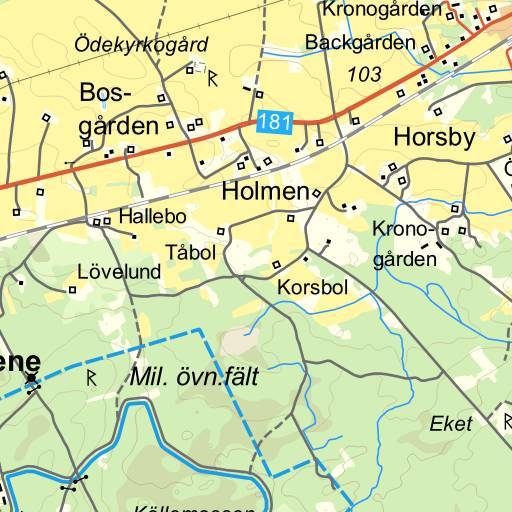 Kronogården
Ödekyrkogård
Backgården
103
R
Bos-
gården
181
Horsby
Holmen
Hallebo
Krono-
gården
Tåbol
Lövelund
Korsbol
ene
R
Mil. övn.fält
Eket
R